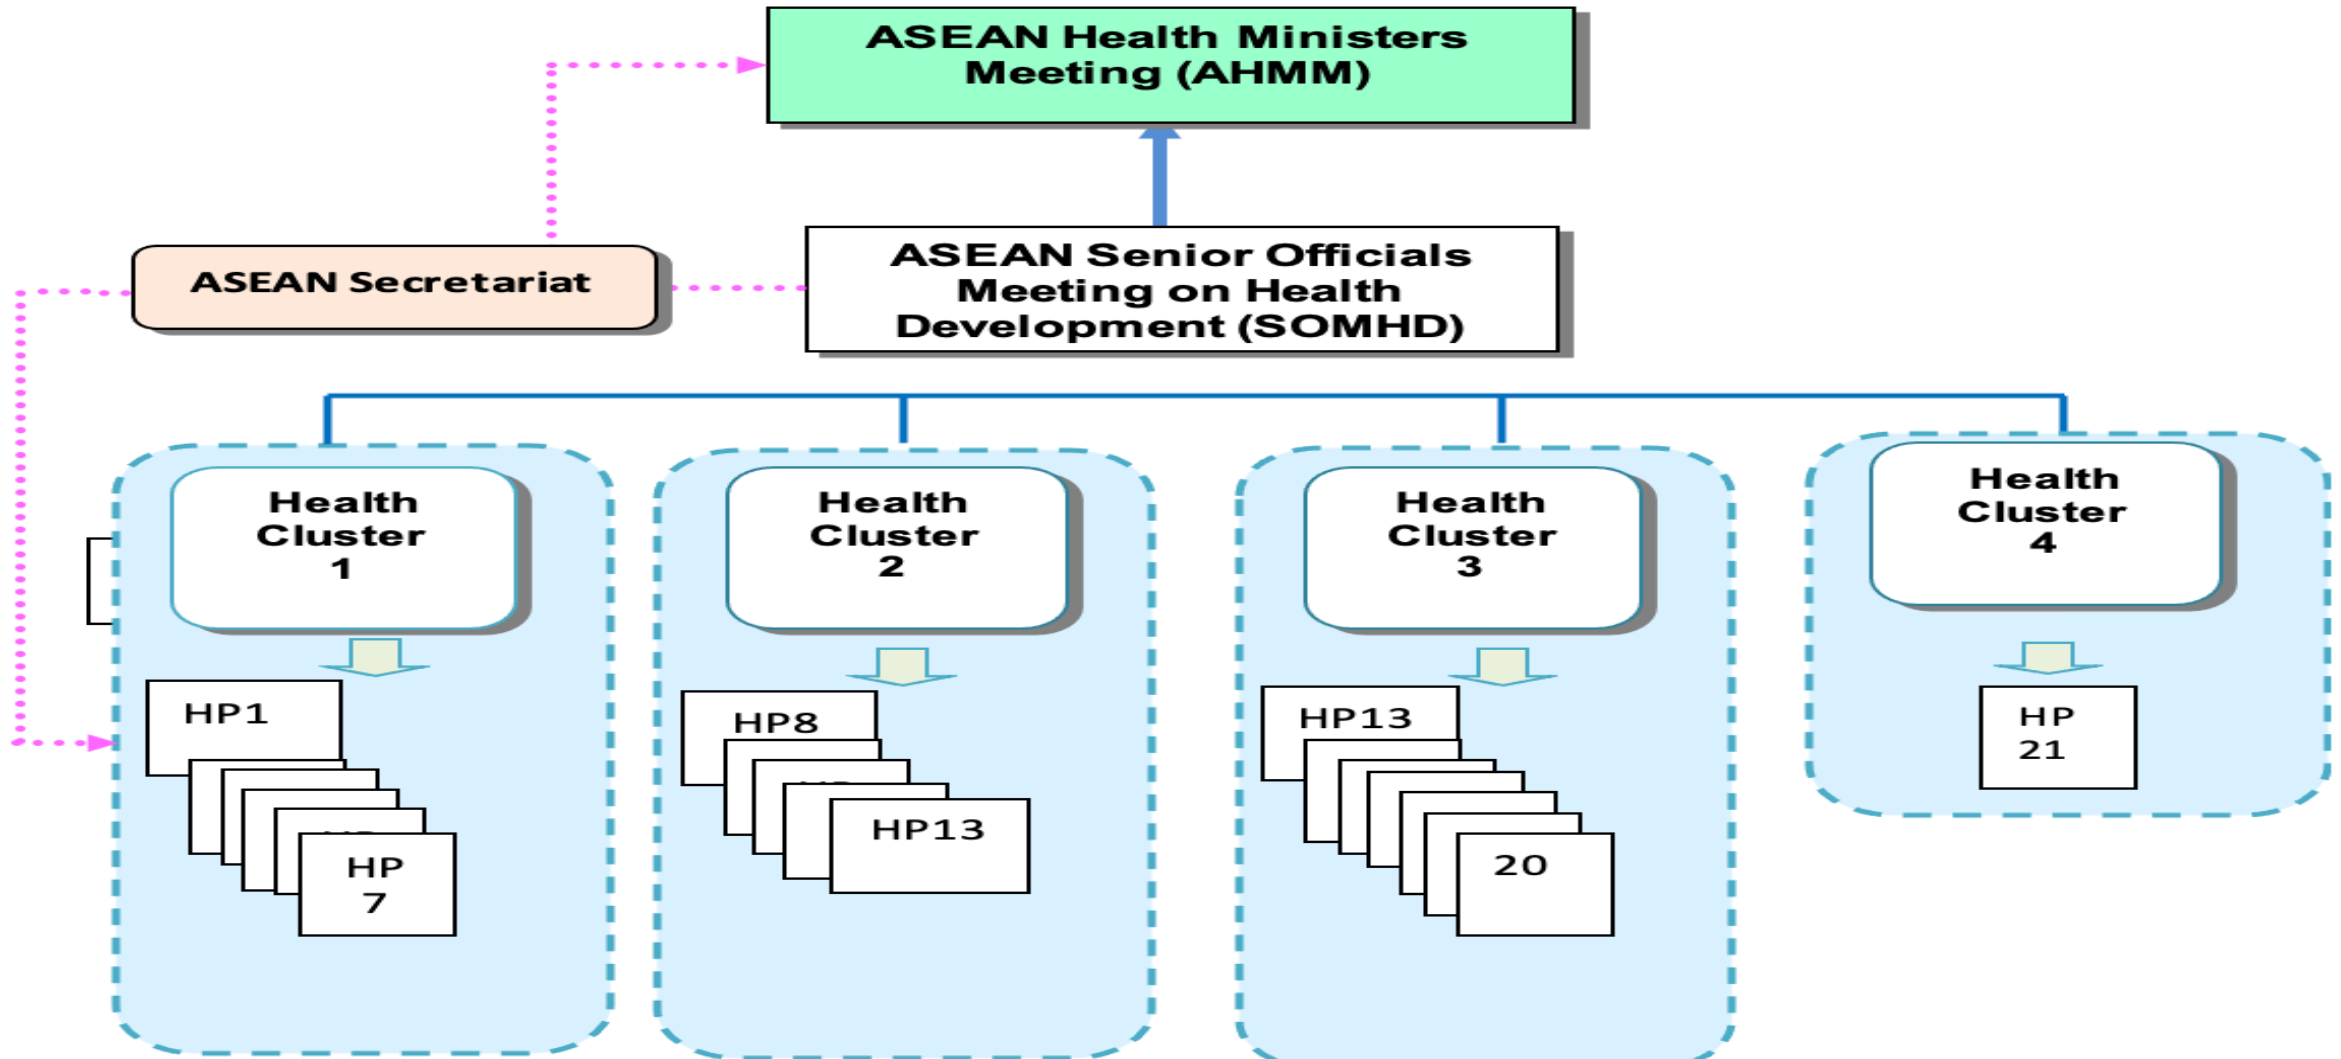 ASEAN Health Ministers
Meeting (AHMM)
ASEAN Secretariat
ASEAN Senior Officials
Meeting on Health
Development (SOMHD)
Health
Cluster
1
Health
Cluster
2
Health
Cluster
3
Health
Cluster
4
HP1
HP
7
HP8
HP13
HP13
20
HP
21